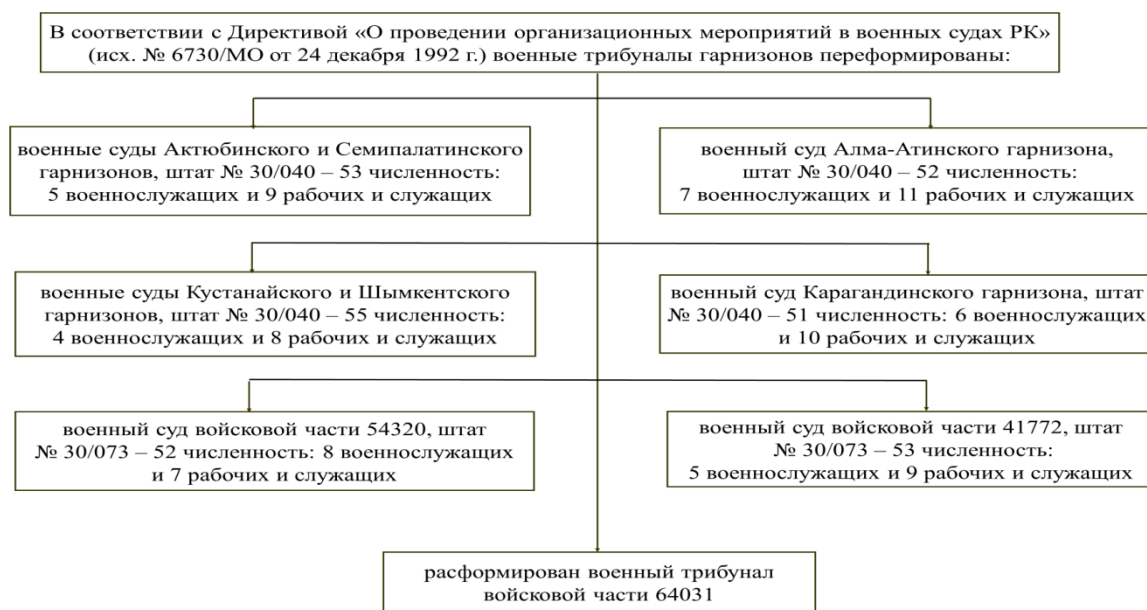 В соответствии с Директивой «О проведении организационных мероприятий в военных судах РК»
(исх. № 6730/МО от 24 декабря 1992 г.) военные трибуналы гарнизонов переформированы:
военные суды Актюбинского и Семипалатинского
гарнизонов, штат № 30/040 – 53 численность:
5 военнослужащих и 9 рабочих и служащих
военный суд Алма-Атинского гарнизона,
штат № 30/040 – 52 численность:
7 военнослужащих и 11 рабочих и служащих
военные суды Кустанайского и Шымкентского
гарнизонов, штат № 30/040 – 55 численность:
4 военнослужащих и 8 рабочих и служащих
военный суд Карагандинского гарнизона, штат
№ 30/040 – 51 численность: 6 военнослужащих
и 10 рабочих и служащих
военный суд войсковой части 54320, штат
№ 30/073 – 52 численность: 8 военнослужащих
и 7 рабочих и служащих
военный суд войсковой части 41772, штат
№ 30/073 – 53 численность:
5 военнослужащих и 9 рабочих и служащих
расформирован военный трибунал
войсковой части 64031